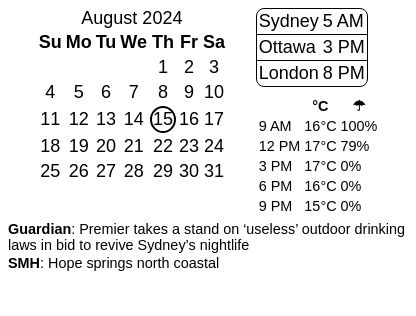 August 2024
Su Mo Tu We Th Fr Sa
1 2 3
4 5 6 7 8 9 10
11 12 13 14 15 16 17
18 19 20 21 22 23 24
25 26 27 28 29 30 31
Sydney 5 AM
Ottawa 3 PM
London 8 PM
°C ☂
9 AM 16°C 100%
12 PM 17°C 79%
3 PM 17°C 0%
6 PM 16°C 0%
9 PM 15°C 0%
Guardian: Premier takes a stand on ‘useless’ outdoor drinking
laws in bid to revive Sydney’s nightlife
SMH: Hope springs north coastal